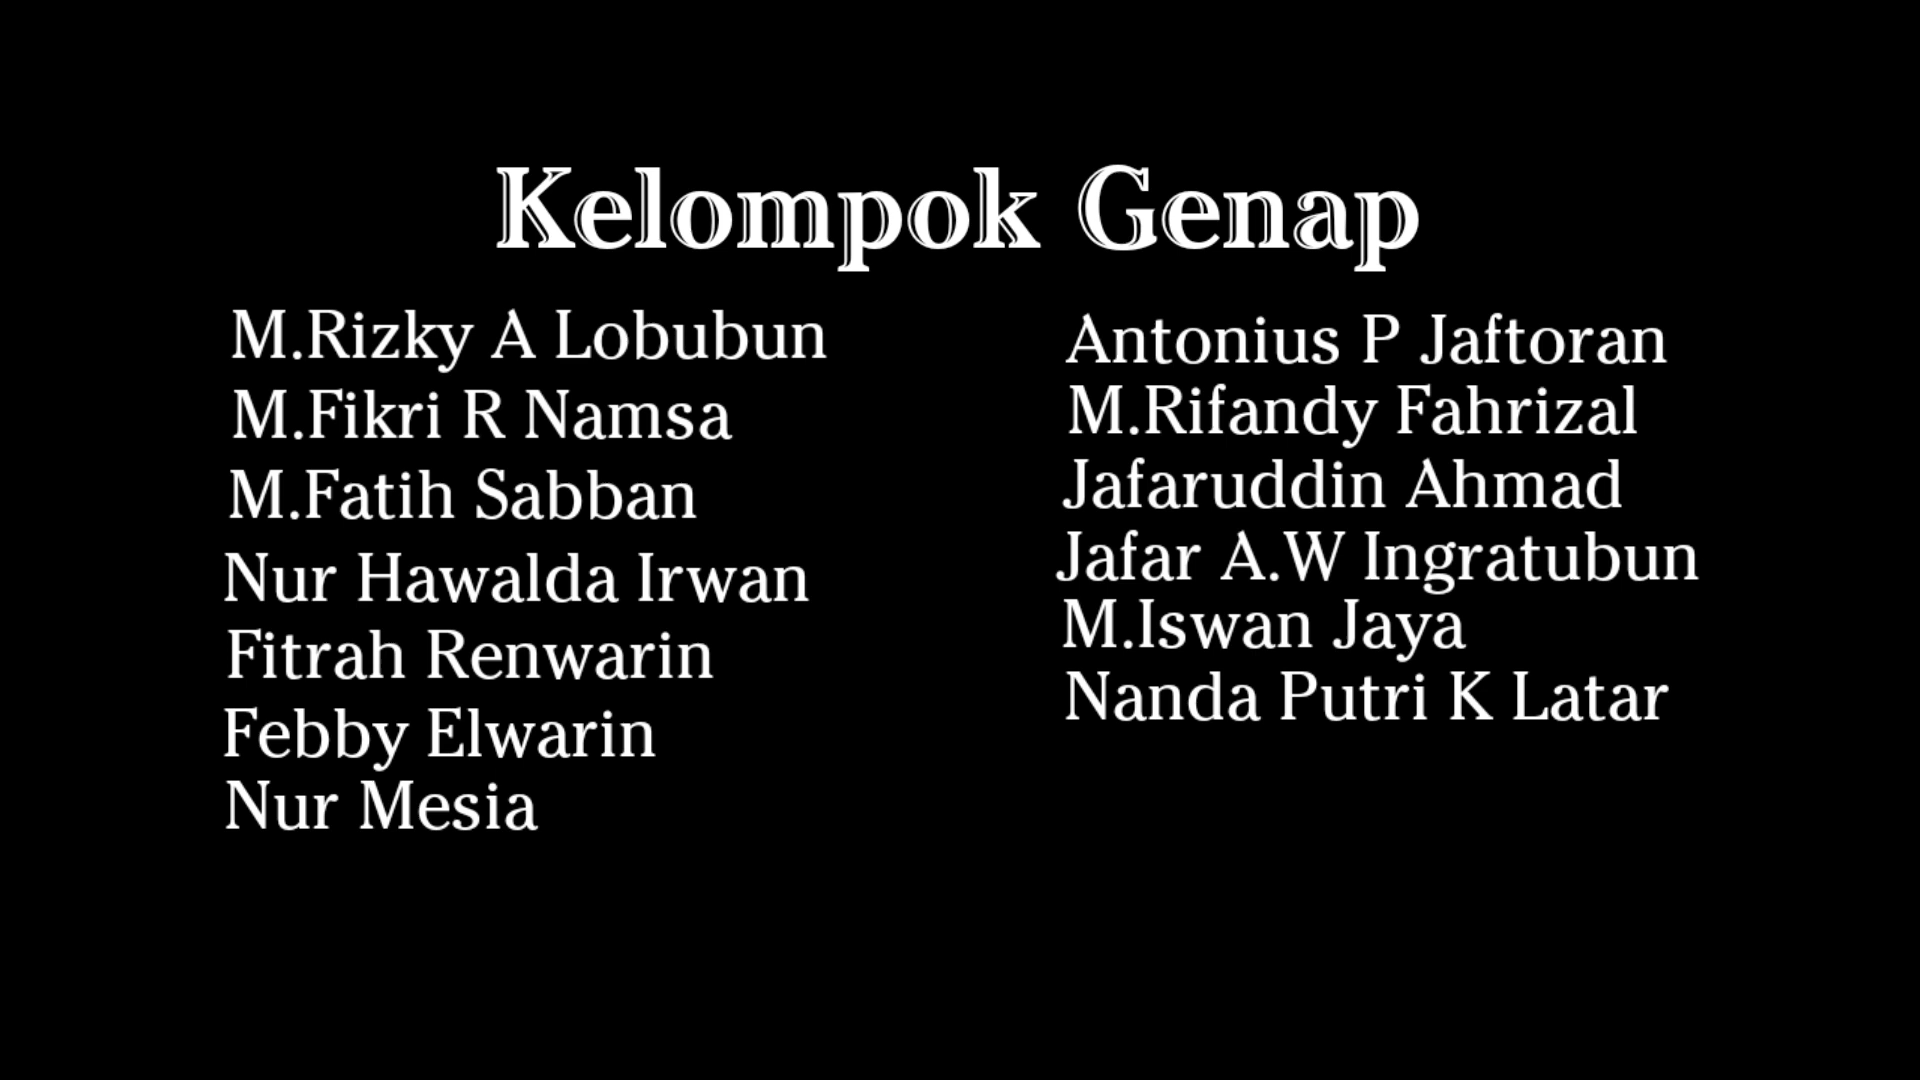 Kelompok Genap
M.Rizky A Lobubun
M.Fikri R Namsa
M.Fatih Sabban
Nur Hawalda Irwan
Fitrah Renwarin
Febby Elwarin
Nur Mesia
Antonius P Jaftoran
M.Rifandy Fahrizal
Jafaruddin Ahmad
Jafar A.W Ingratubun
M.Iswan Jaya
Nanda Putri K Latar